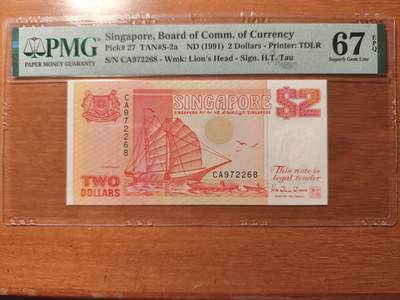 PMG
PAPER MONEY GUARANTY
Singapore, Board of Comm. of Currency
Pick# 27 TAN#S-2a ND (1991) 2 Dollars - Printer: TDLR
S/N CA972268 - Wmk: Lion's Head - Sign. H.T. Tau
67 EPQ
Superb Gem Unc
CA972268
SINGAPORE
$2
CA972268
This note is
legal tender
TWO
DOLLARS